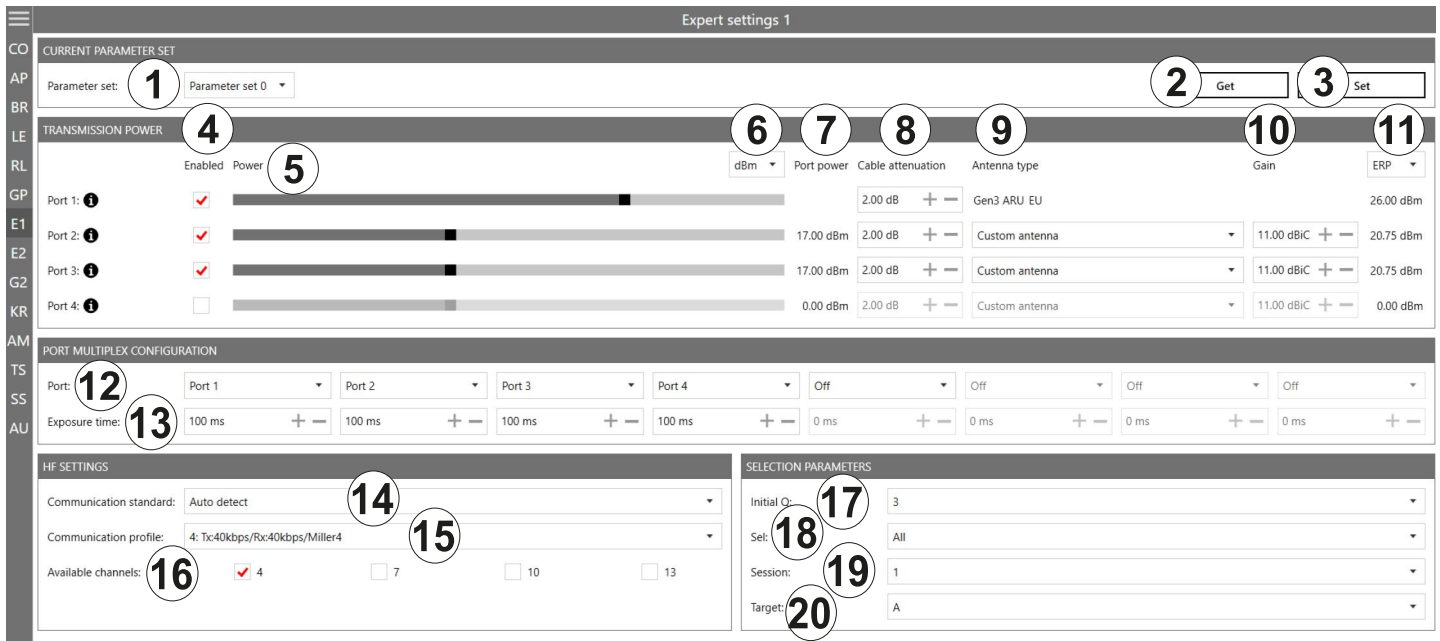 Expert settings 1
CO
CURRENT PARAMETER SET
AP
Parameter set: 1 Parameter set 0 2 Get 3 Set
BR
LE
TRANSMISSION POWER 4 6 7 8 9 10 11
RL
Enabled Power 5 dBm Port power Cable attenuation Antenna type Gain ERP
GP
Port 1: i 2.00 dB + − Gen3 ARU EU 26.00 dBm
E1
Port 2: i 17.00 dBm 2.00 dB + − Custom antenna 11.00 dBiC + − 20.75 dBm
E2
Port 3: i 17.00 dBm 2.00 dB + − Custom antenna 11.00 dBiC + − 20.75 dBm
G2
Port 4: i 0.00 dBm 2.00 dB + − Custom antenna 11.00 dBiC + − 0.00 dBm
KR
AM
PORT MULTIPLEX CONFIGURATION
TS
Port: 12 Port 1 Port 2 Port 3 Port 4 Off Off Off Off
SS
Exposure time: 13 100 ms + − 100 ms + − 100 ms + − 100 ms + − 0 ms + − 0 ms + − 0 ms + − 0 ms + −
AU
HF SETTINGS
Communication standard: Auto detect 14
Communication profile: 4: Tx:40kbps/Rx:40kbps/Miller4 15
Available channels: 16 4 7 10 13
SELECTION PARAMETERS
Initial Q: 17 3
Sel: 18 All
Session: 19 1
Target: 20 A